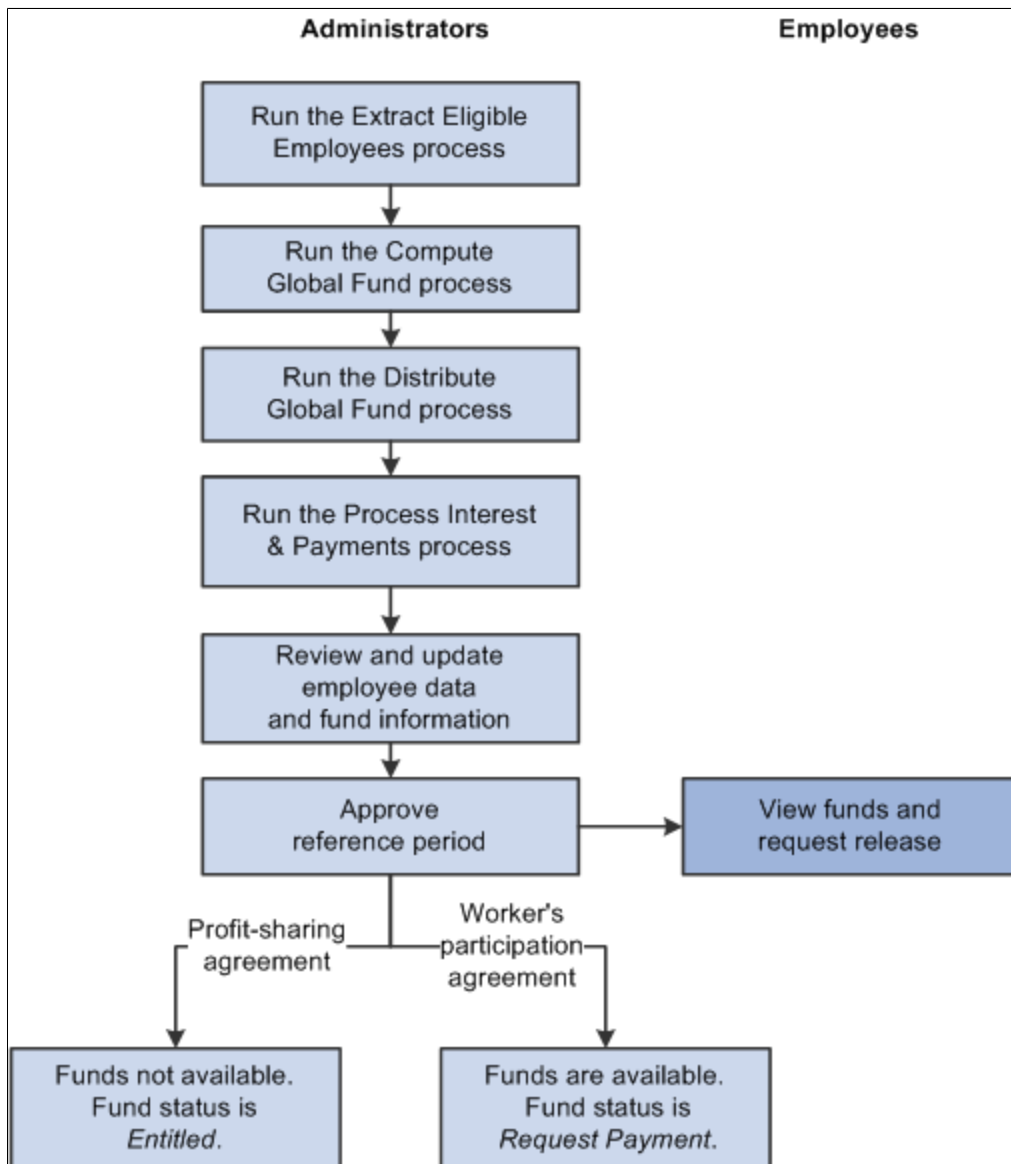 Administrators
Employees
Run the Extract Eligible
Employees process
Run the Compute
Global Fund process
Run the Distribute
Global Fund process
Run the Process Interest
& Payments process
Review and update
employee data
and fund information
Approve
reference period
View funds and
request release
Profit-sharing
agreement
Worker's
participation
agreement
Funds not available.
Fund status is
Entitled.
Funds are available.
Fund status is
Request Payment.